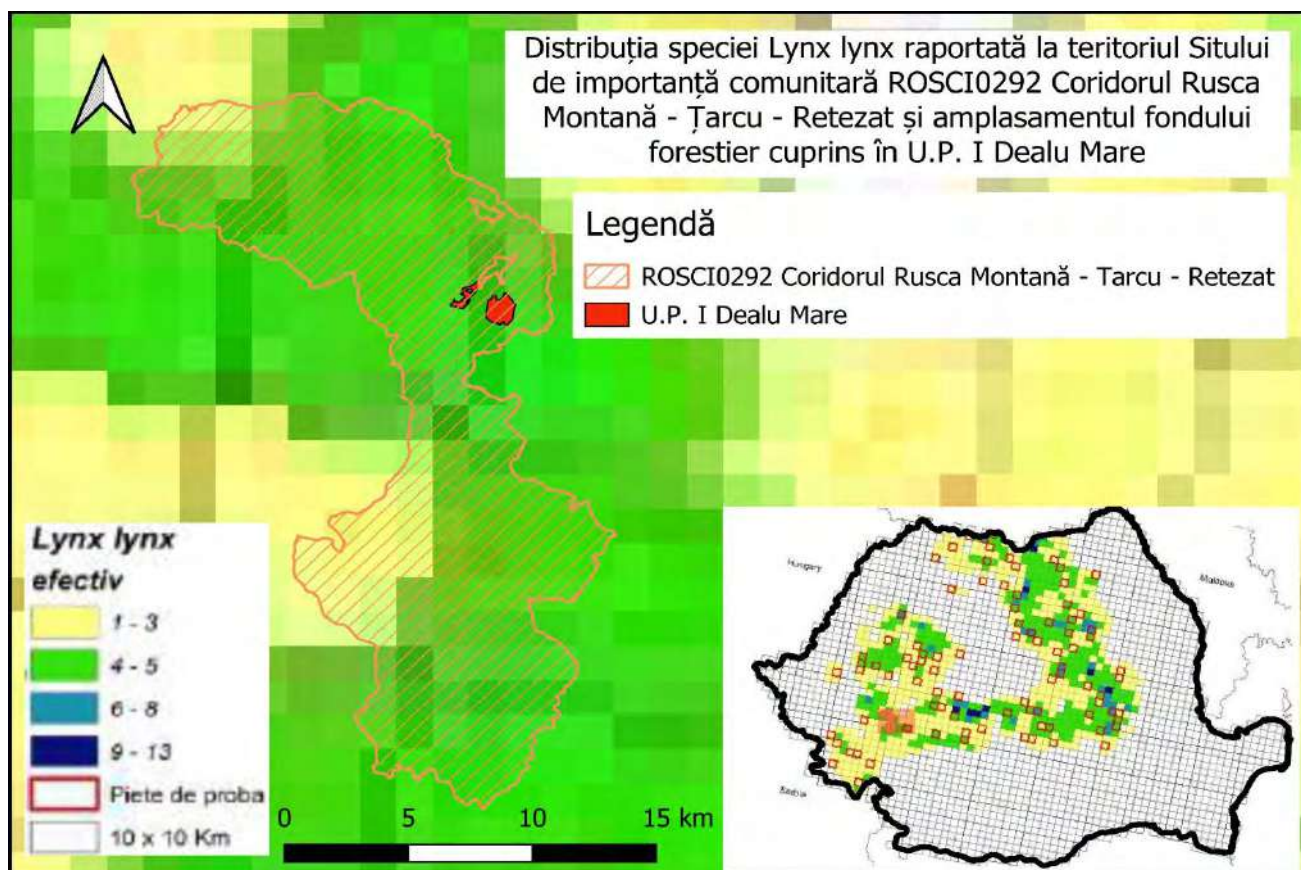 Distribuția speciei Lynx lynx raportată la teritoriul Sitului
de importanță comunitară ROSCI0292 Coridorul Rusca
Montană - Țarcu - Retezat și amplasamentul fondului
forestier cuprins în U.P. I Dealu Mare
Legendă
ROSCI0292 Coridorul Rusca Montană - Tarcu - Retezat
U.P. I Dealu Mare
Lynx lynx
efectiv
1 - 3
4 - 5
6 - 8
9 - 13
Piete de proba
10 x 10 Km
0 5 10 15 km
Hungary
Moldova
Serbia